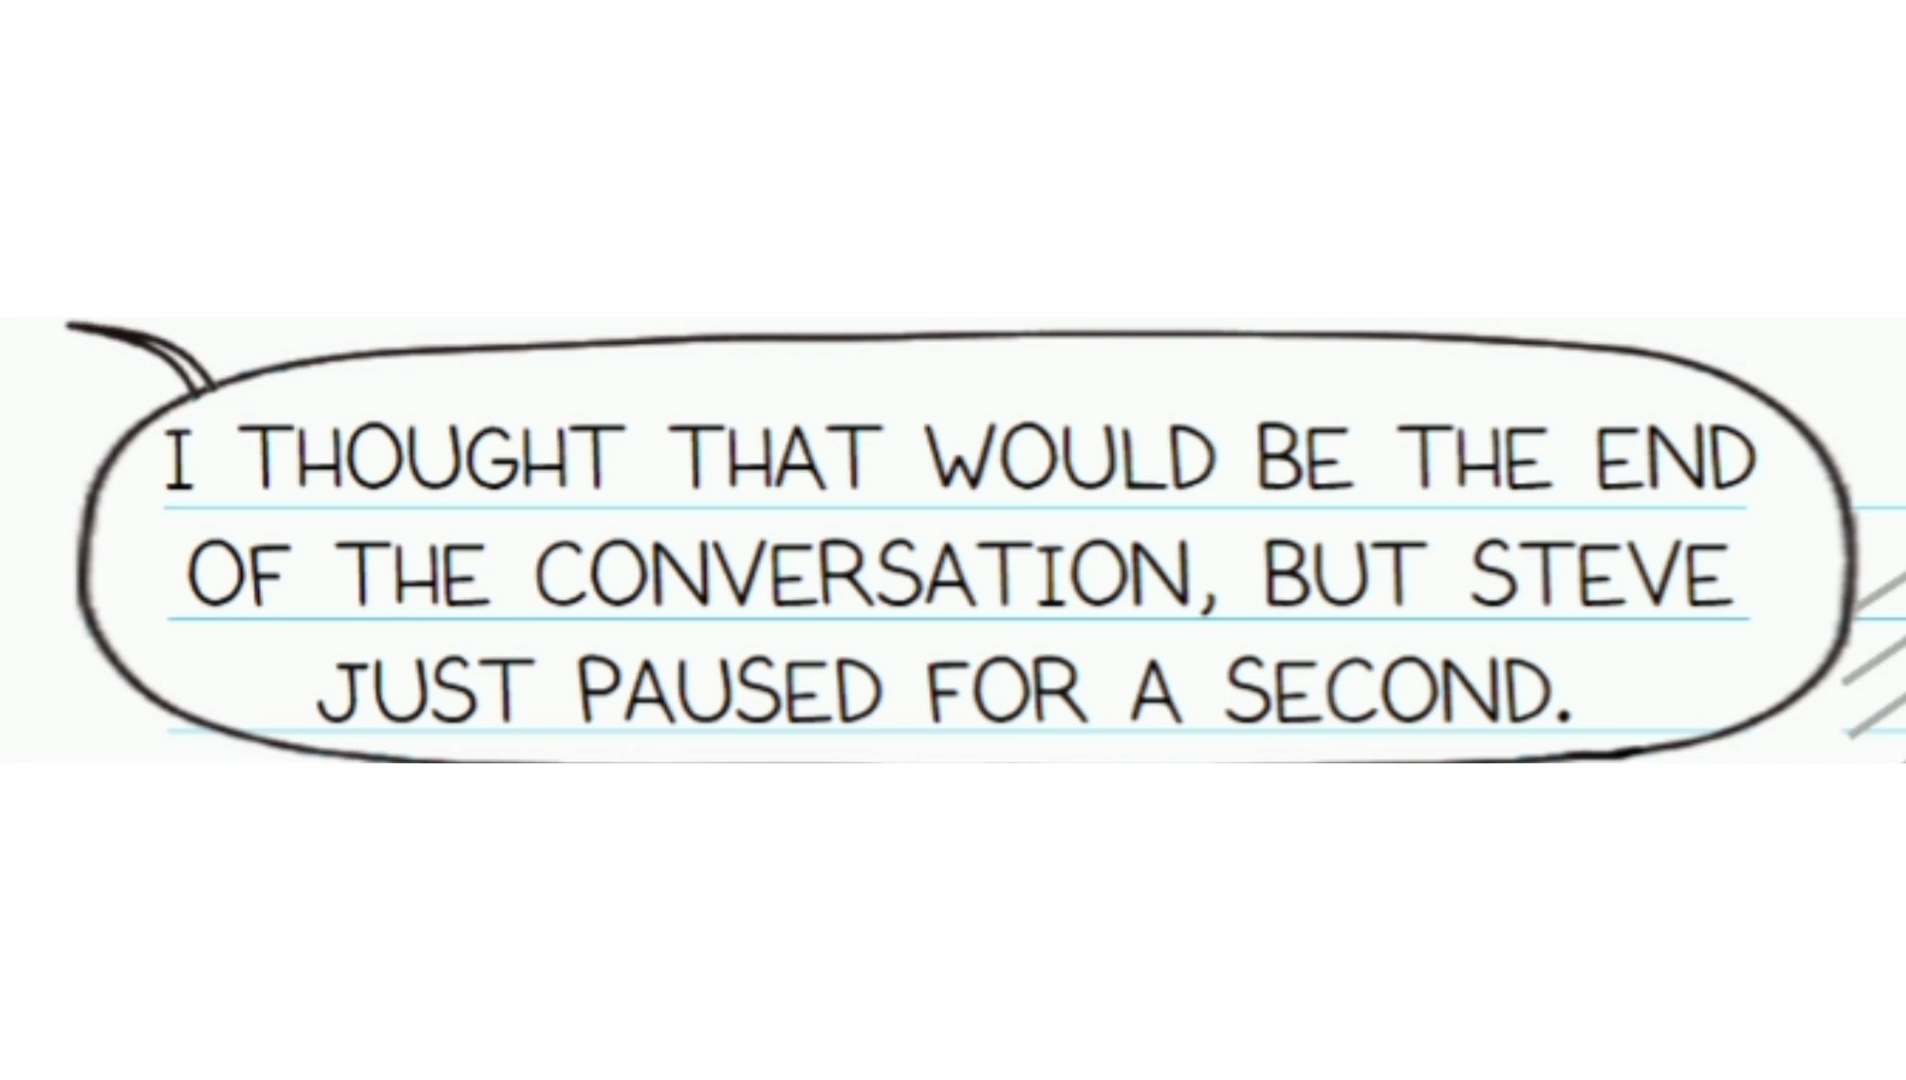 I THOUGHT THAT WOULD BE THE END
OF THE CONVERSATION, BUT STEVE
JUST PAUSED FOR A SECOND.